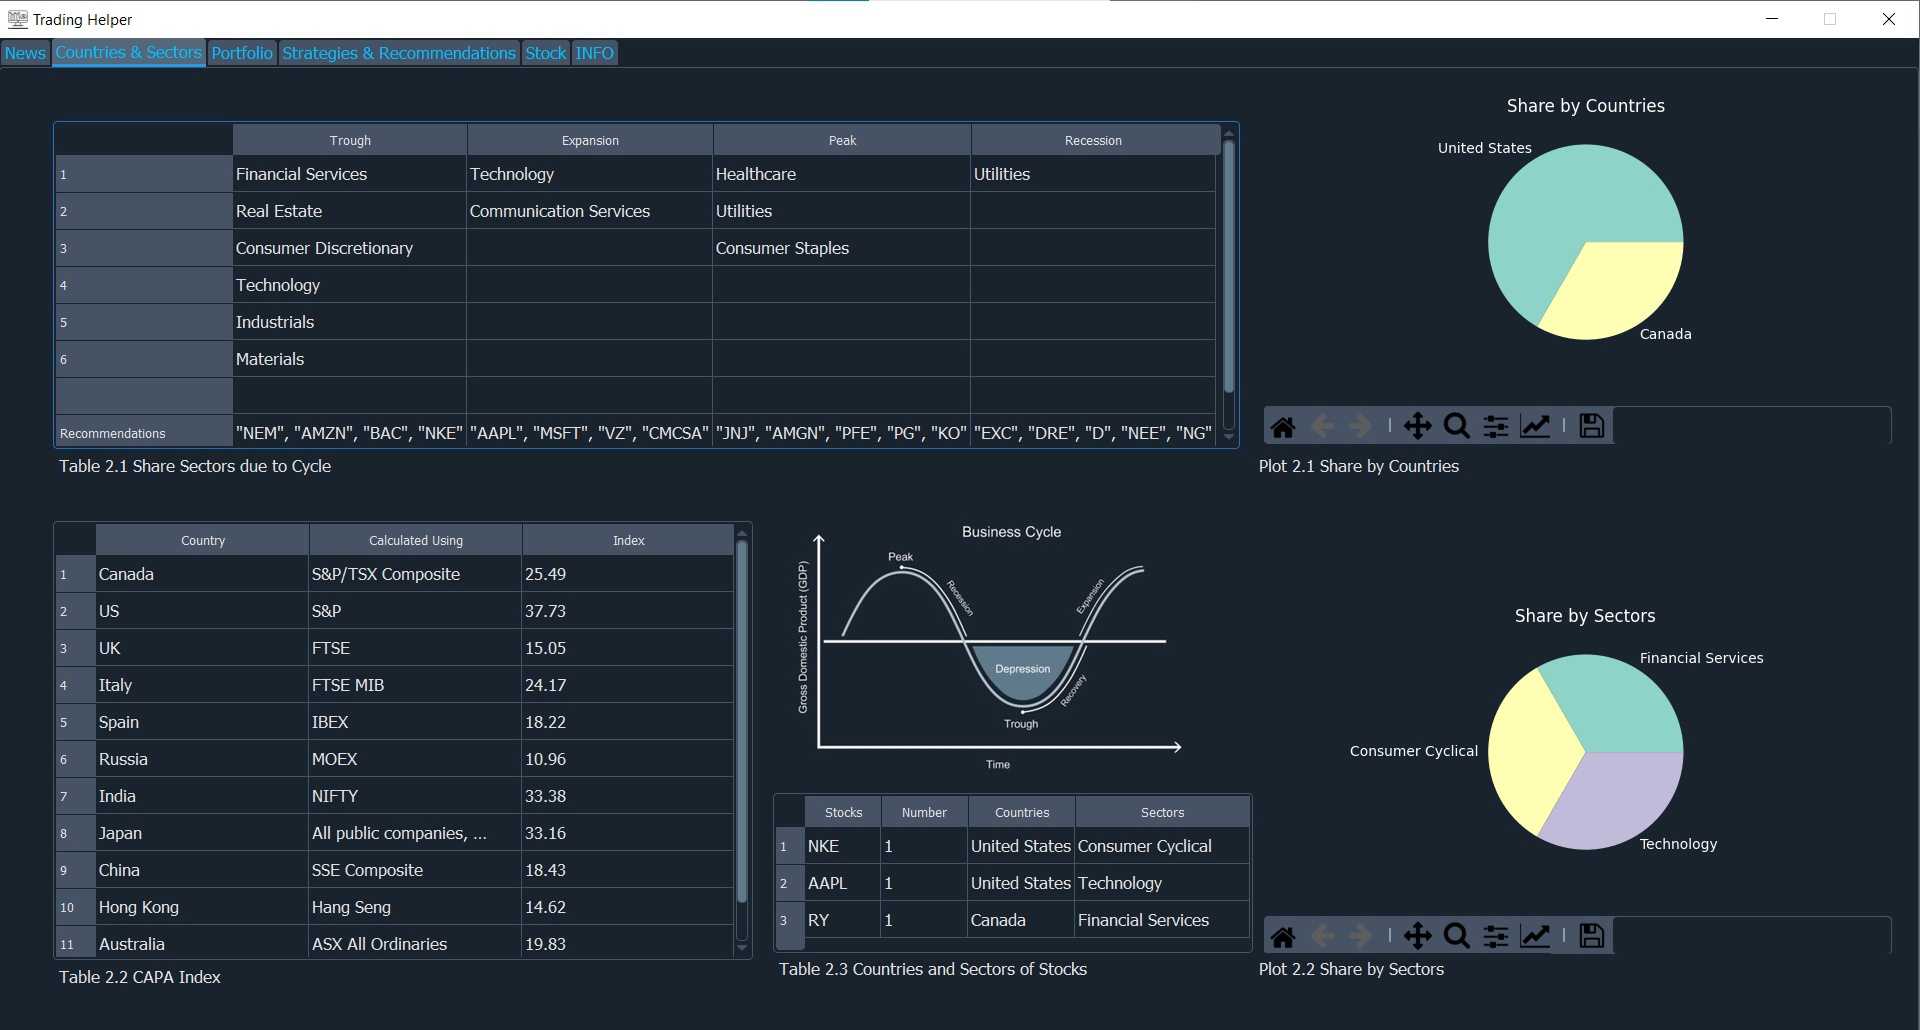 Trading Helper
News Countries & Sectors Portfolio Strategies & Recommendations Stock INFO
Trough Expansion Peak Recession
1 Financial Services Technology Healthcare Utilities
2 Real Estate Communication Services Utilities
3 Consumer Discretionary Consumer Staples
4 Technology
5 Industrials
6 Materials
Recommendations "NEM", "AMZN", "BAC", "NKE" "AAPL", "MSFT", "VZ", "CMCSA" "JNJ", "AMGN", "PFE", "PG", "KO" "EXC", "DRE", "D", "NEE", "NG"
Table 2.1 Share Sectors due to Cycle
Share by Countries
United States
Canada
Plot 2.1 Share by Countries
Country Calculated Using Index
1 Canada S&P/TSX Composite 25.49
2 US S&P 37.73
3 UK FTSE 15.05
4 Italy FTSE MIB 24.17
5 Spain IBEX 18.22
6 Russia MOEX 10.96
7 India NIFTY 33.38
8 Japan All public companies, ... 33.16
9 China SSE Composite 18.43
10 Hong Kong Hang Seng 14.62
11 Australia ASX All Ordinaries 19.83
Table 2.2 CAPA Index
Business Cycle
Peak
Recession
Expansion
Gross Domestic Product (GDP)
Depression
Recovery
Trough
Time
Stocks Number Countries Sectors
1 NKE 1 United States Consumer Cyclical
2 AAPL 1 United States Technology
3 RY 1 Canada Financial Services
Table 2.3 Countries and Sectors of Stocks
Share by Sectors
Financial Services
Consumer Cyclical
Technology
Plot 2.2 Share by Sectors